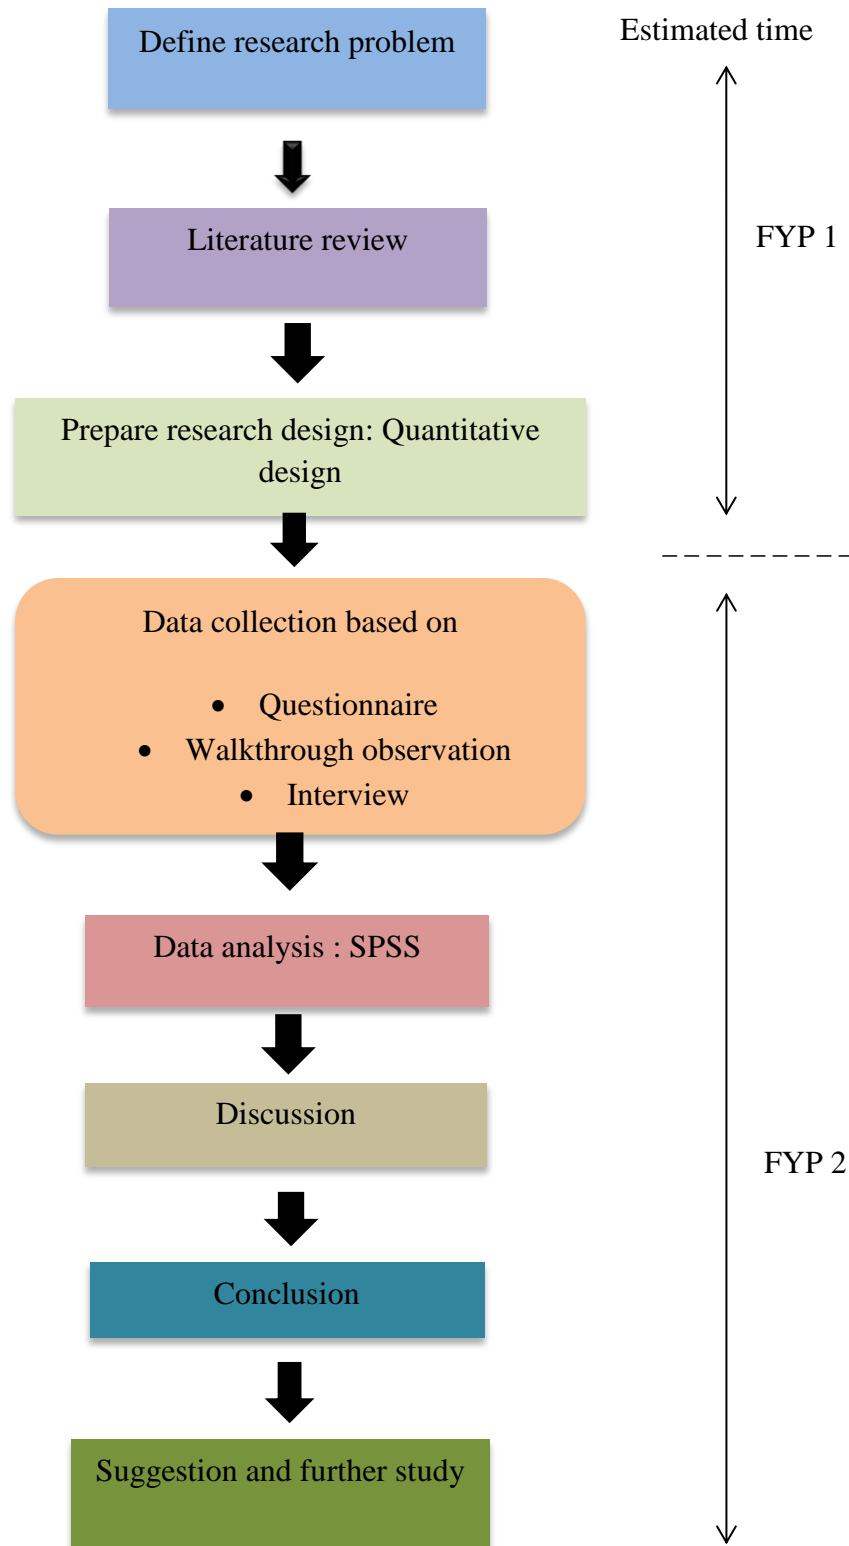 Define research problem
Estimated time
Literature review
FYP 1
Prepare research design: Quantitative
design
Data collection based on
• Questionnaire
• Walkthrough observation
• Interview
Data analysis : SPSS
Discussion
FYP 2
Conclusion
Suggestion and further study